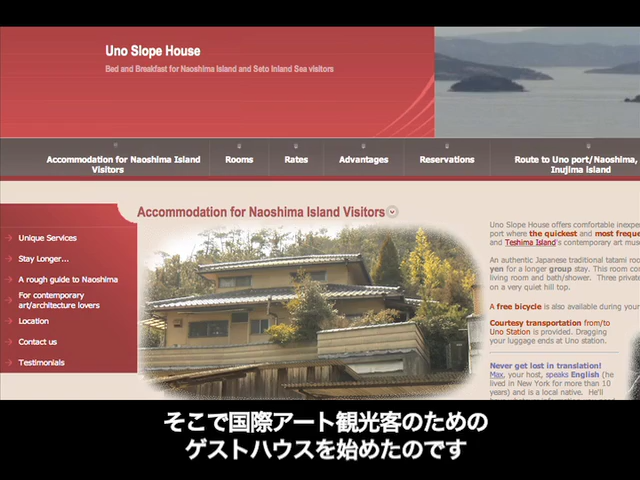 Uno Slope House
Bed and Breakfast for Naoshima Island and Seto Inland Sea visitors
Accommodation for Naoshima Island
Visitors
Rooms
Rates
Advantages
Reservations
Route to Uno port/Naoshima,
Inujima island
Accommodation for Naoshima Island Visitors
Unique Services
Stay Longer...
A rough guide to Naoshima
For contemporary
art/architecture lovers
Location
Contact us
Testimonials
Uno Slope House offers comfortable inexpe
port where the quickest and most freque
and Teshima Island's contemporary art mus
An authentic Japanese traditional tatami roo
yen for a longer group stay. This room co
living room and bath/shower. Three privat
on a very quiet hill top.
A free bicycle is also available during your
Courtesy transportation from/to
Uno Station is provided. Dragging
your luggage ends at Uno station.
Never get lost in translation!
Max, your host, speaks English (he
lived in New York for more than 10
years) and is a local native. He'll
そこで国際アート観光客のための
ゲストハウスを始めたのです